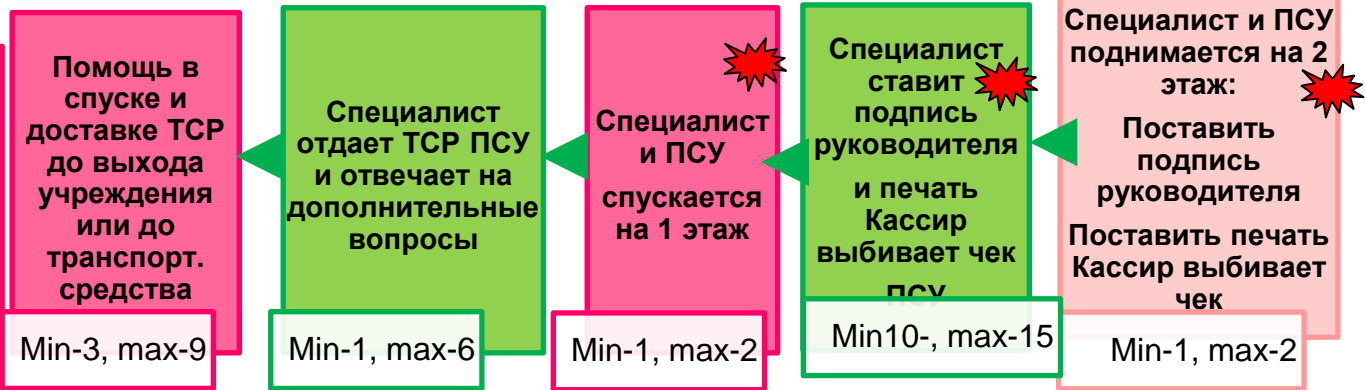 Помощь в
спуске и
доставке ТСР
до выхода
учреждения
или до
транспорт.
средства
Min-3, max-9
Специалист
отдает ТСР ПСУ
и отвечает на
дополнительные
вопросы
Min-1, max-6
Специалист
и ПСУ
спускается
на 1 этаж
Min-1, max-2
Специалист
ставит
подпись
руководителя
и печать
Кассир
выбивает чек
ПСУ
Min10-, max-15
Специалист и ПСУ
поднимается на 2
этаж:
Поставить
подпись
руководителя
Поставить печать
Кассир выбивает
чек
Min-1, max-2